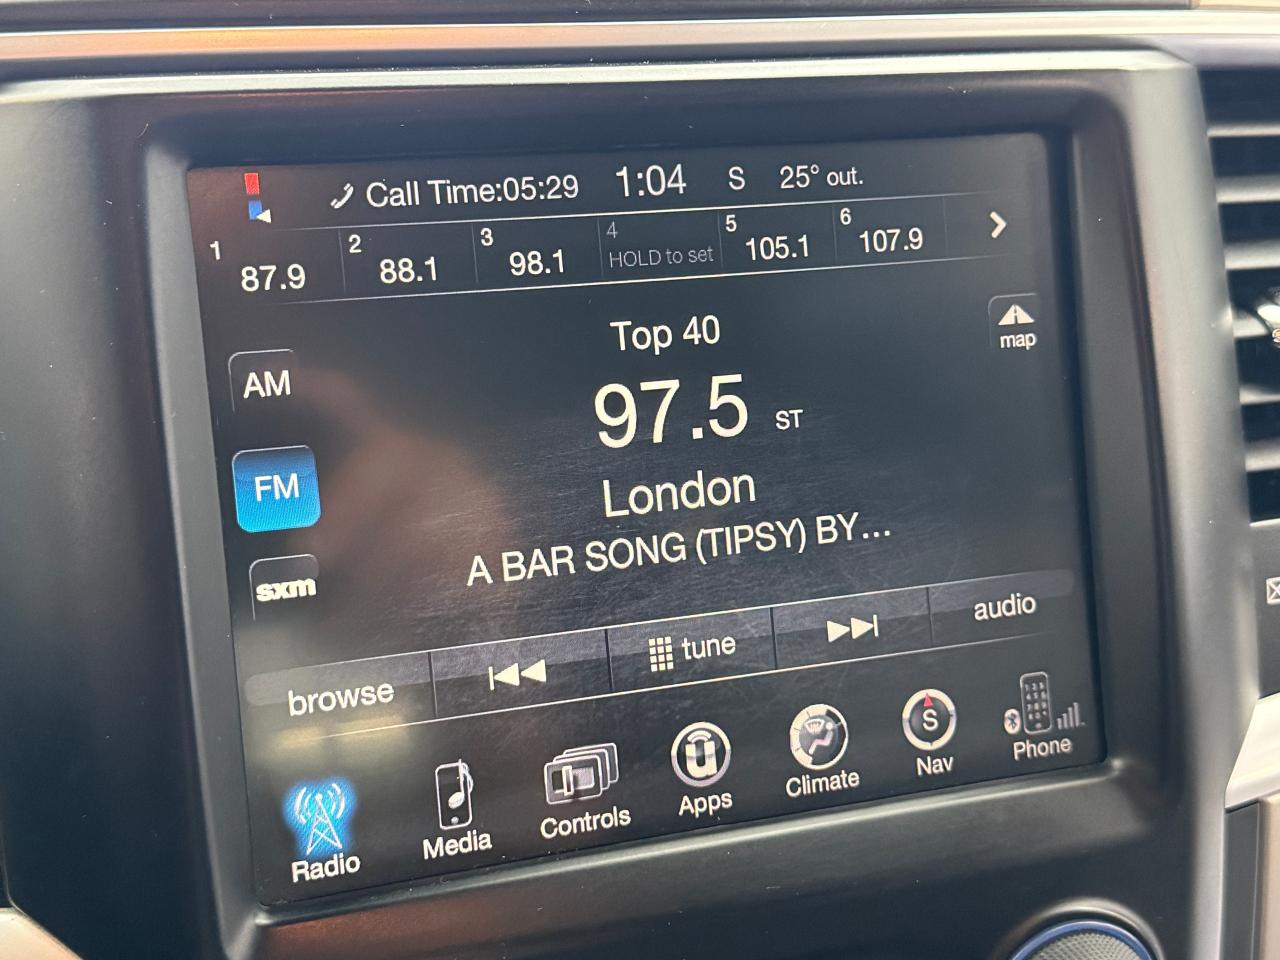 Call Time:05:29 1:04 S 25° out.
1 87.9 2 88.1 3 98.1 4 HOLD to set 5 105.1 6 107.9
Top 40
map
AM
97.5 ST
FM
London
A BAR SONG (TIPSY) BY...
sxm
browse tune audio
Radio Media Controls Apps Climate S Nav Phone